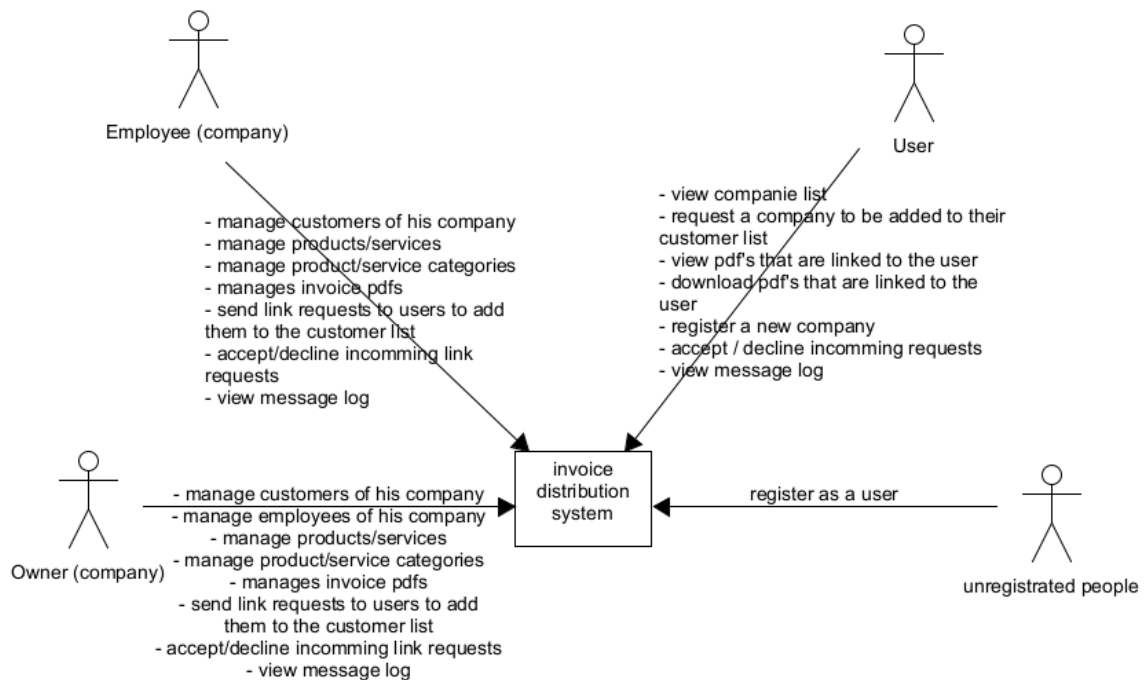 Employee (company)
- manage customers of his company
- manage products/services
- manage product/service categories
- manages invoice pdfs
- send link requests to users to add
them to the customer list
- accept/decline incomming link
requests
- view message log
User
- view companie list
- request a company to be added to their
customer list
- view pdf's that are linked to the user
- download pdf's that are linked to the
user
- register a new company
- accept / decline incomming requests
- view message log
Owner (company)
- manage customers of his company
- manage employees of his company
- manage products/services
- manage product/service categories
- manages invoice pdfs
- send link requests to users to add
them to the customer list
- accept/decline incomming link requests
- view message log
invoice
distribution
system
register as a user
unregistrated people